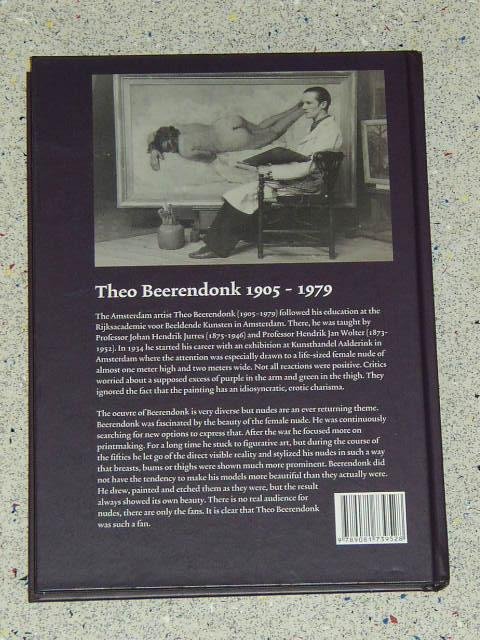 Theo Beerendonk 1905 - 1979
The Amsterdam artist Theo Beerendonk (1905-1979) followed his education at the
Rijksacademie voor Beeldende Kunsten in Amsterdam. There, he was taught by
Professor Johan Hendrik Jurres (1875-1946) and Professor Hendrik Jan Wolter (1873-
1952). In 1934 he started his career with an exhibition at Kunsthandel Aalderink in
Amsterdam where the attention was especially drawn to a life-sized female nude of
almost one meter high and two meters wide. Not all reactions were positive. Critics
worried about a supposed excess of purple in the arm and green in the thigh. They
ignored the fact that the painting has an idiosyncratic, erotic charisma.
The oeuvre of Beerendonk is very diverse but nudes are an ever returning theme.
Beerendonk was fascinated by the beauty of the female nude. He was continuously
searching for new options to express that. After the war he focused more on
printmaking. For a long time he stuck to figurative art, but during the course of
the fifties he let go of the direct visible reality and stylized his nudes in such a way
that breasts, bums or thighs were shown much more prominent. Beerendonk did
not have the tendency to make his models more beautiful than they actually were.
He drew, painted and etched them as they were, but the result
always showed its own beauty. There is no real audience for
nudes, there are only the fans. It is clear that Theo Beerendonk
was such a fan.
9 789081 739528